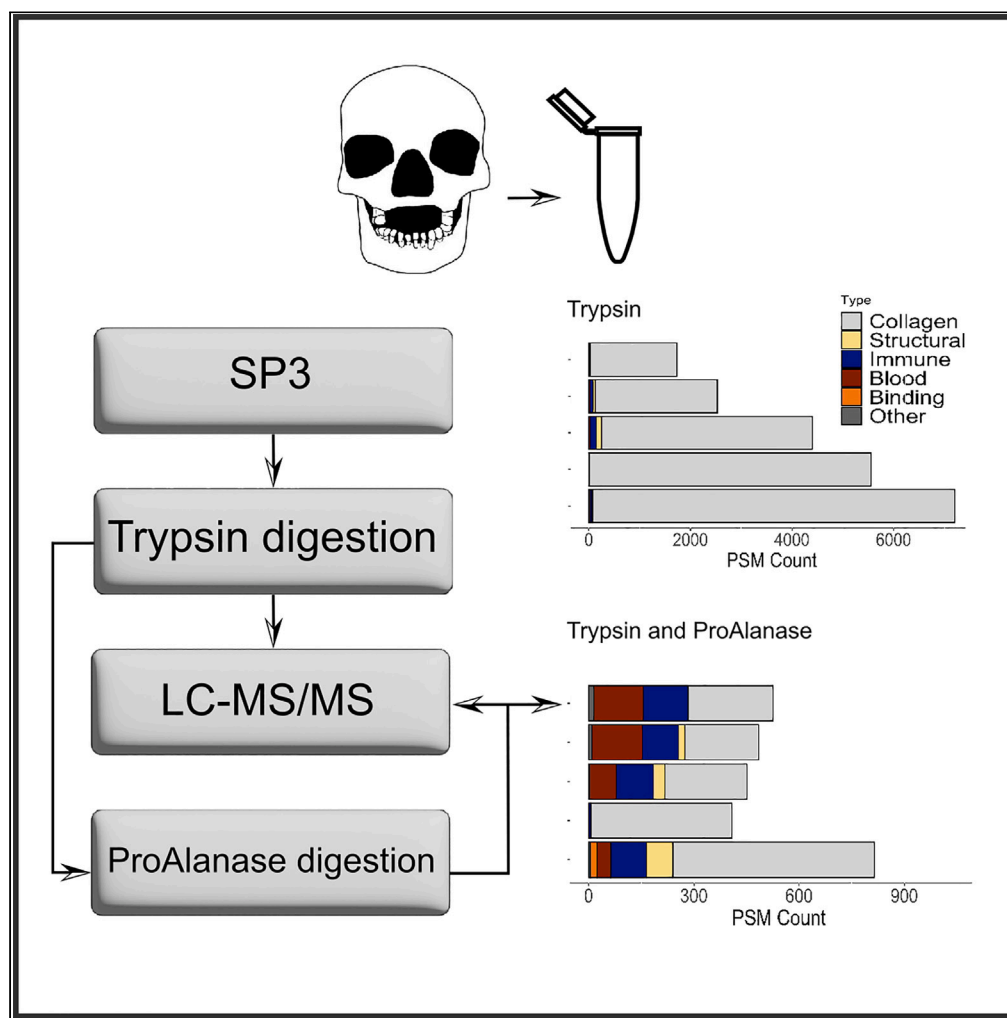 SP3
Trypsin digestion
LC-MS/MS
ProAlanase digestion
Trypsin
Type
Collagen
Structural
Immune
Blood
Binding
Other
0 2000 4000 6000
PSM Count
Trypsin and ProAlanase
0 300 600 900
PSM Count